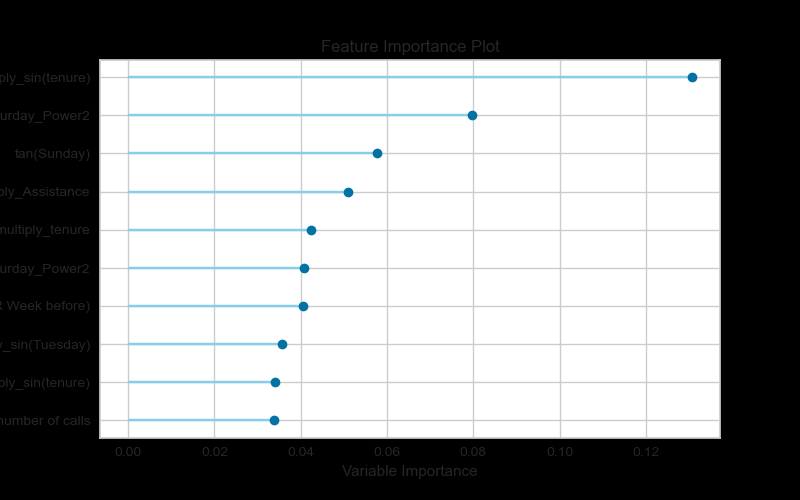 Feature Importance Plot
ply_sin(tenure)
urday_Power2
tan(Sunday)
ply_Assistance
multiply_tenure
urday_Power2
Week before)
_sin(Tuesday)
ply_sin(tenure)
number of calls
0.00 0.02 0.04 0.06 0.08 0.10 0.12
Variable Importance